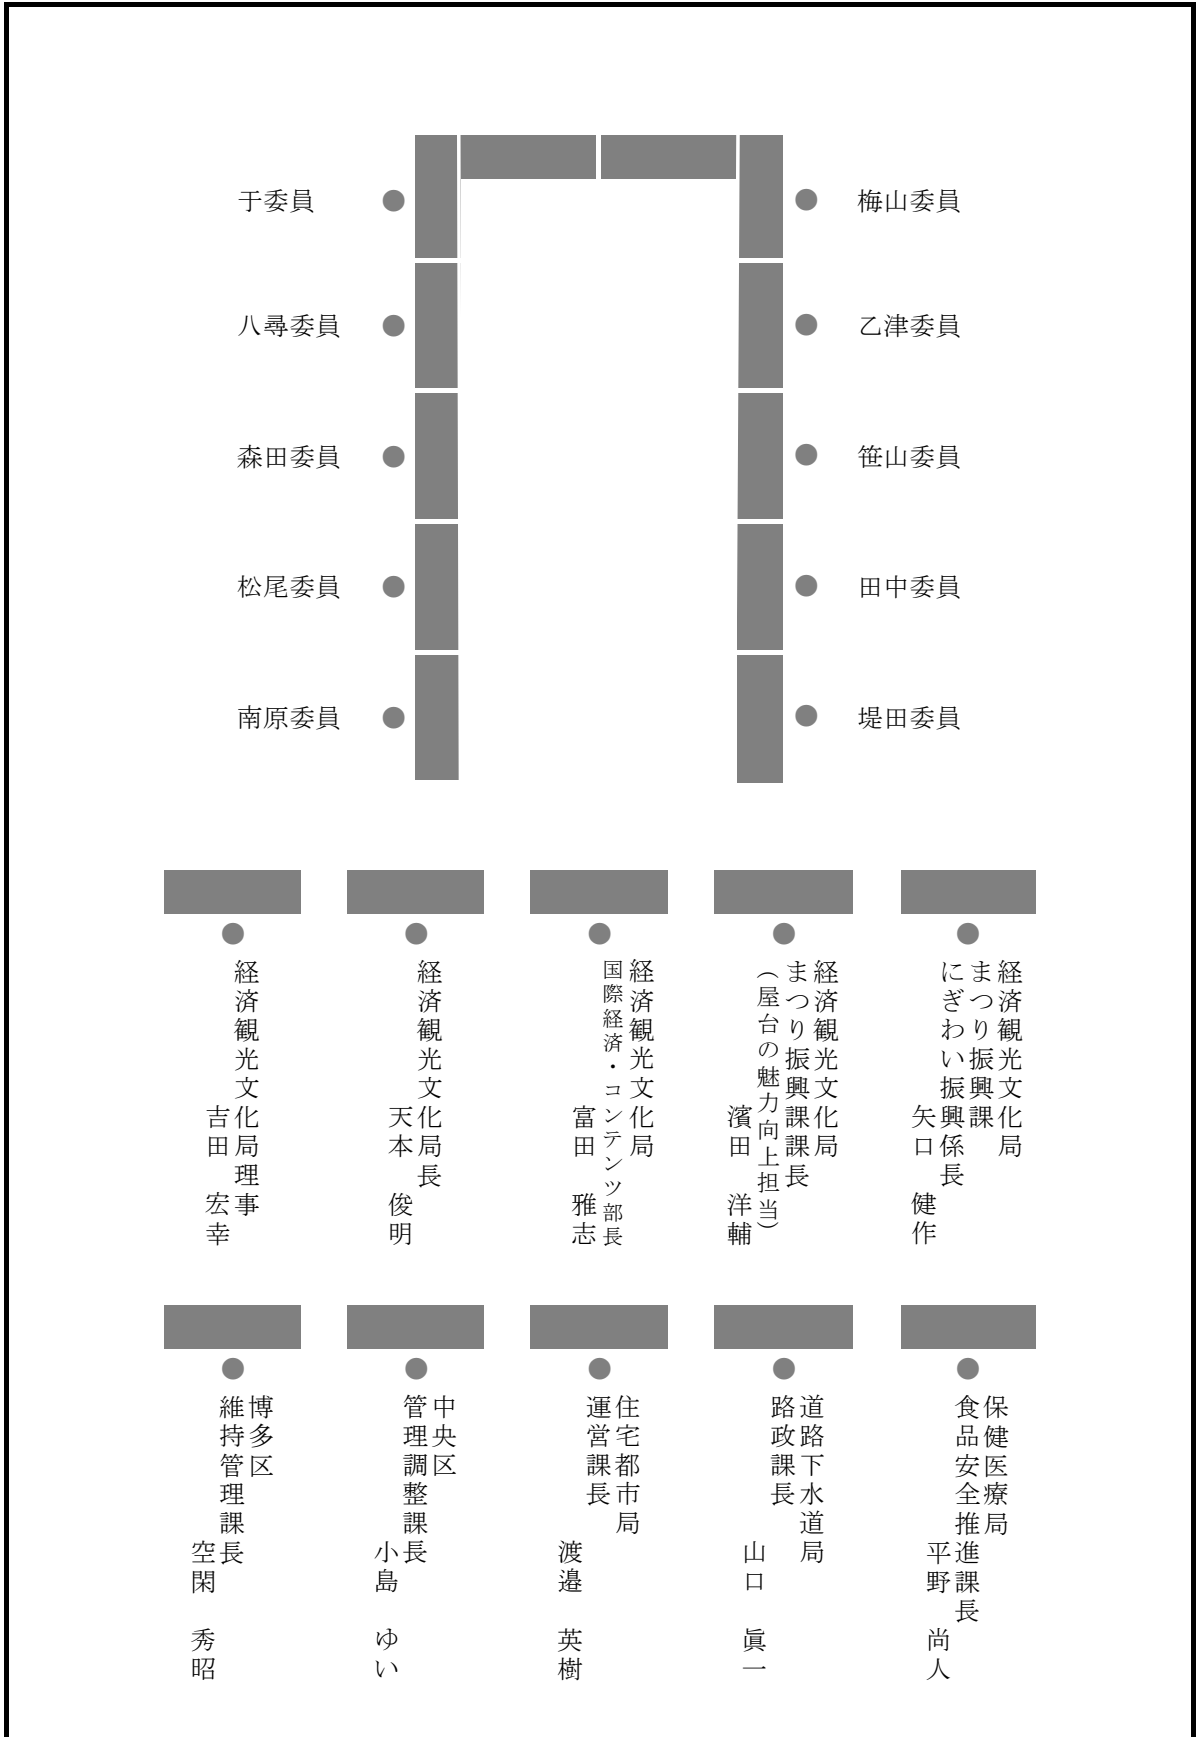 于委員
梅山委員
八尋委員
乙津委員
森田委員
笹山委員
松尾委員
田中委員
南原委員
堤田委員
経済観光文化局理事
吉田　宏幸
経済観光文化局長
天本　俊明
経済観光文化局
国際経済・コンテンツ部長
富田　雅志
経済観光文化局
まつり振興課課長
（屋台の魅力向上担当）
濱田　洋輔
経済観光文化局
まつり振興課
にぎわい振興係長
矢口　健作
博多区
維持管理課長
空閑　秀昭
中央区
管理調整課長
小島　ゆい
住宅都市局
運営課長
渡邉　英樹
道路下水道局
路政課長
山口　眞一
保健医療局
食品安全推進課長
平野　尚人